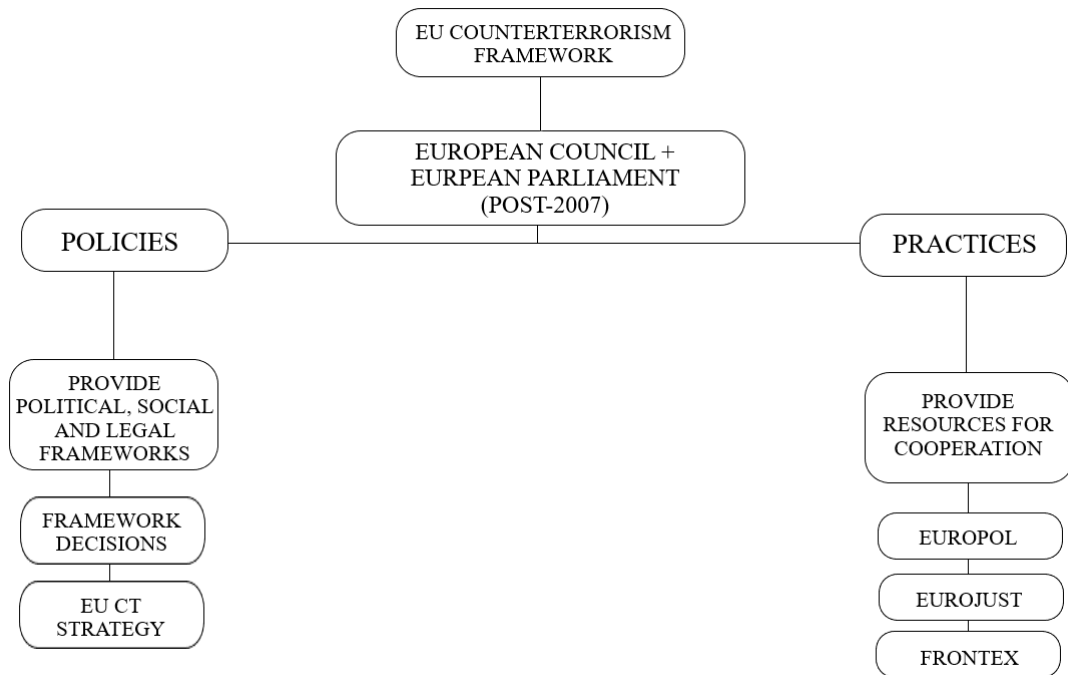 EU COUNTERTERRORISM
FRAMEWORK
EUROPEAN COUNCIL +
EURPEAN PARLIAMENT
(POST-2007)
POLICIES
PRACTICES
PROVIDE
POLITICAL, SOCIAL
AND LEGAL
FRAMEWORKS
PROVIDE
RESOURCES FOR
COOPERATION
FRAMEWORK
DECISIONS
EU CT
STRATEGY
EUROPOL
EUROJUST
FRONTEX